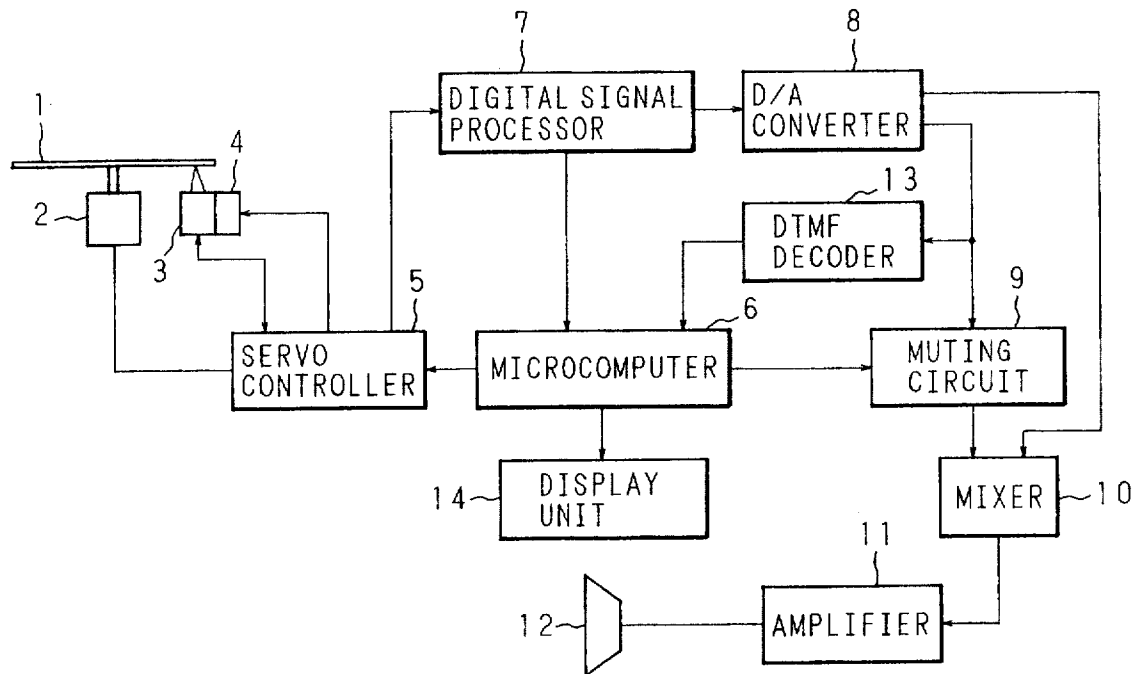 7
8
DIGITAL SIGNAL
PROCESSOR
D/A
CONVERTER
1
4
2
3
13
DTMF
DECODER
5
6
9
SERVO
CONTROLLER
MICROCOMPUTER
MUTING
CIRCUIT
14
DISPLAY
UNIT
MIXER
10
11
12
AMPLIFIER